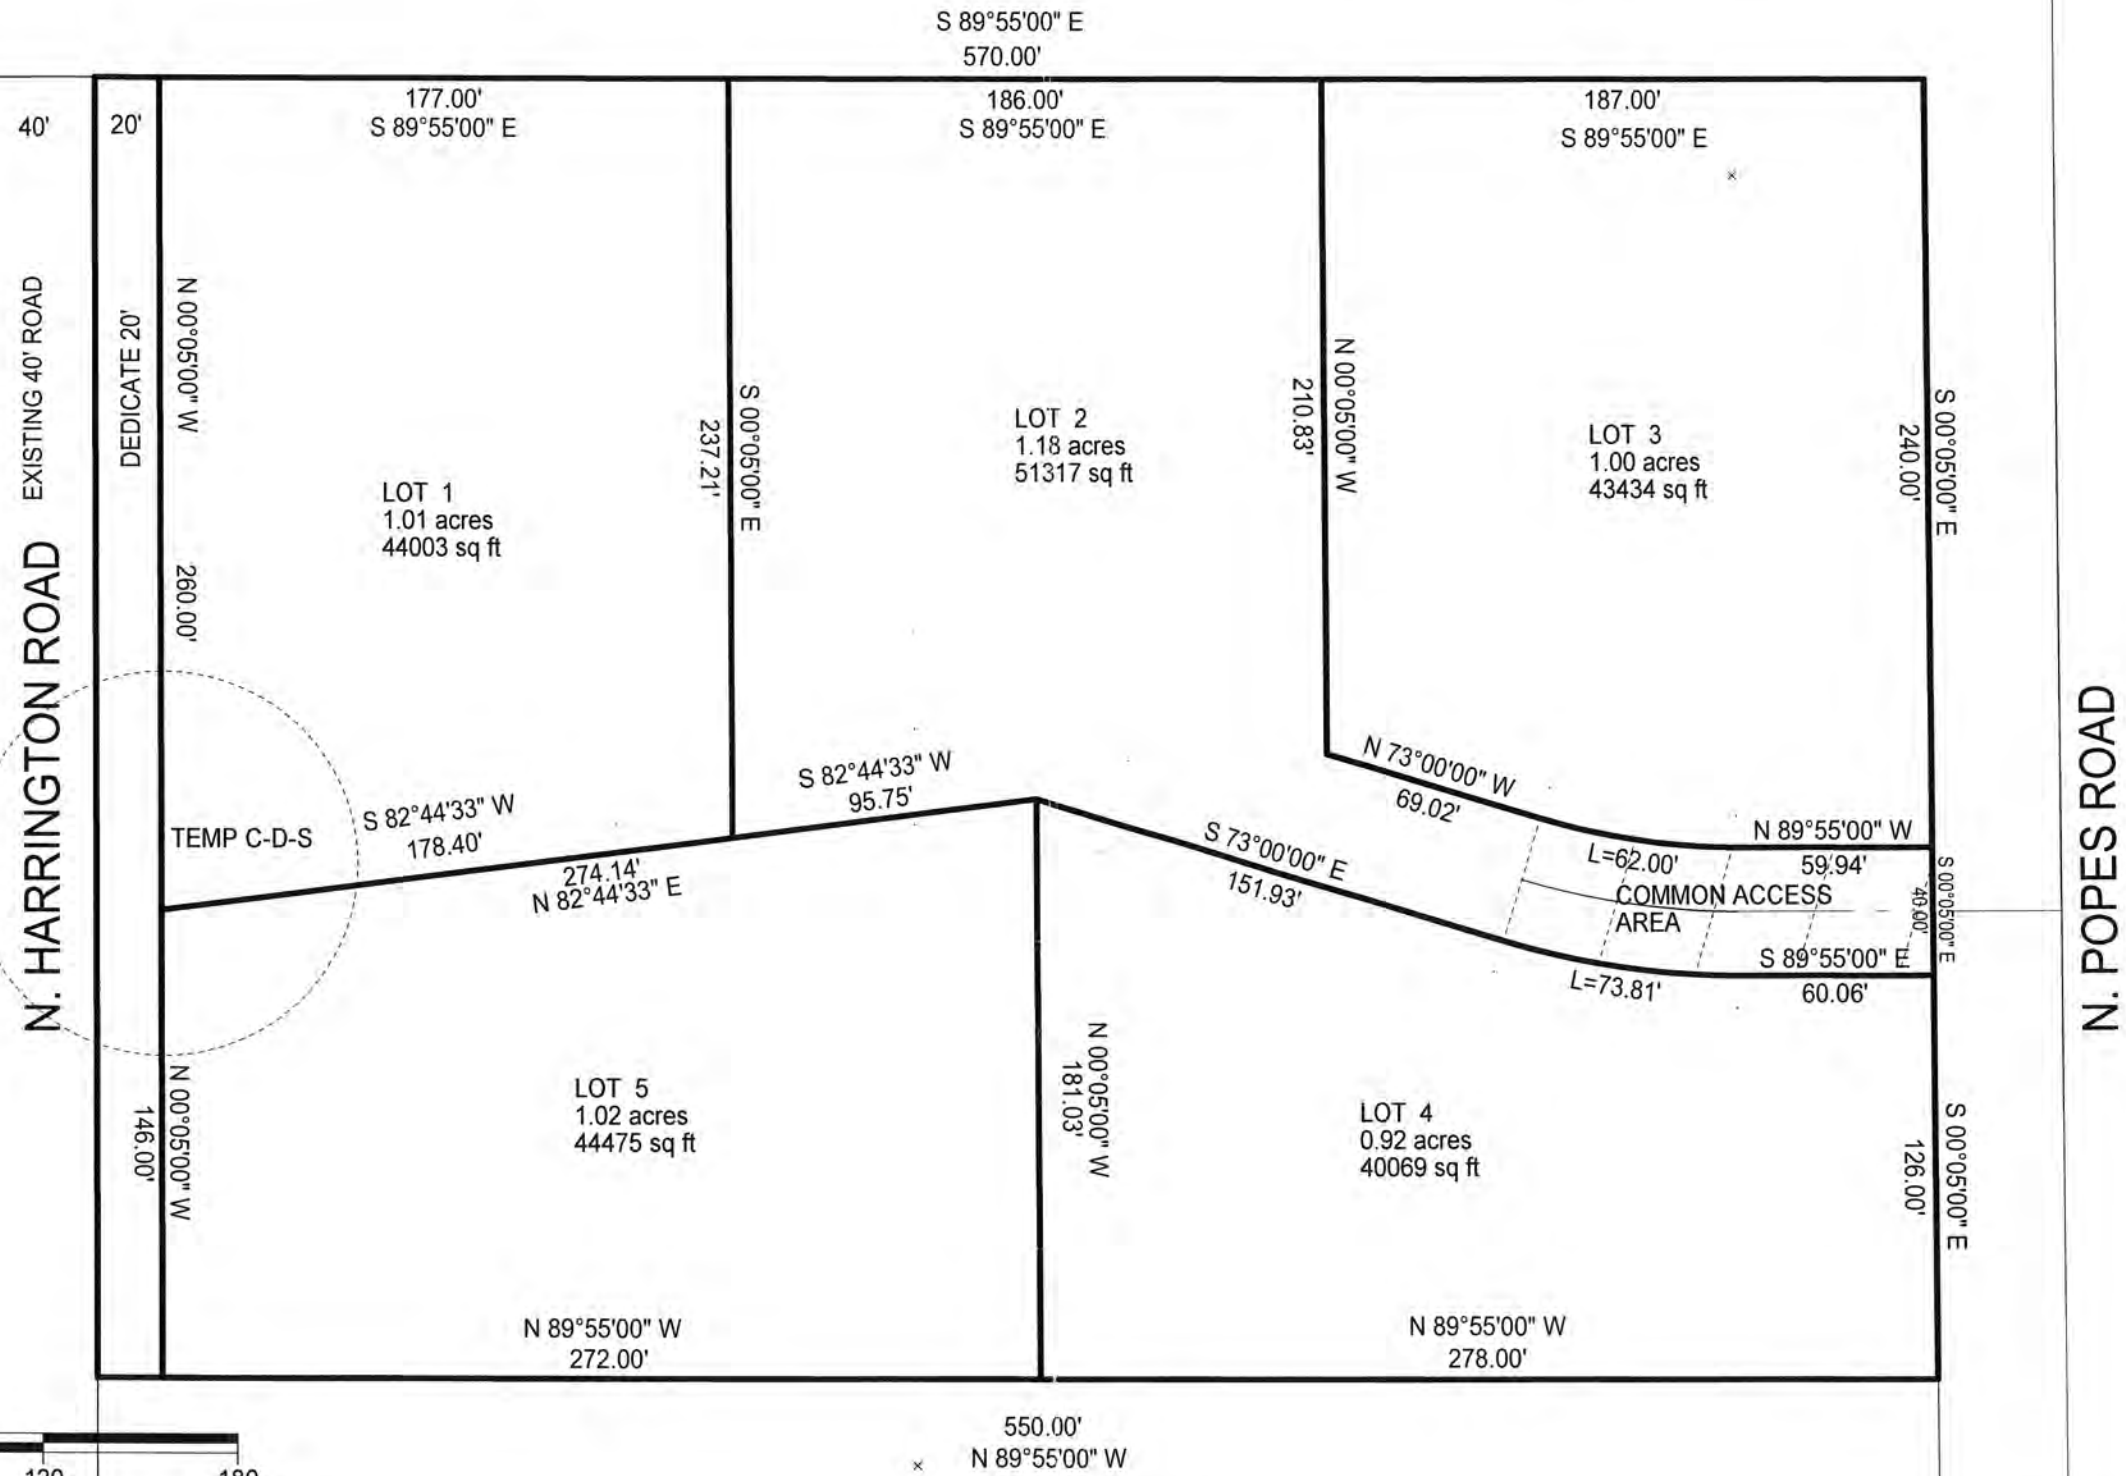 S 89°55'00" E
570.00'
40'
20'
177.00'
S 89°55'00" E
186.00'
S 89°55'00" E
187.00'
S 89°55'00" E
N. HARRINGTON ROAD
EXISTING 40' ROAD
DEDICATE 20'
N 00°05'00" W
260.00'
LOT 1
1.01 acres
44003 sq ft
S 00°05'00" E
237.21'
LOT 2
1.18 acres
51317 sq ft
N 00°05'00" W
210.83'
LOT 3
1.00 acres
43434 sq ft
S 00°05'00" E
240.00'
N. POPES ROAD
TEMP C-D-S
S 82°44'33" W
178.40'
274.14'
N 82°44'33" E
S 82°44'33" W
95.75'
N 73°00'00" W
69.02'
S 73°00'00" E
151.93'
L=62.00'
N 89°55'00" W
59.94'
COMMON ACCESS
AREA
S 00°05'00" E
40.00'
S 89°55'00" E
60.06'
L=73.81'
N 00°05'00" W
146.00'
LOT 5
1.02 acres
44475 sq ft
N 00°05'00" W
181.03'
LOT 4
0.92 acres
40069 sq ft
S 00°05'00" E
126.00'
N 89°55'00" W
272.00'
N 89°55'00" W
278.00'
550.00'
N 89°55'00" W
120
180